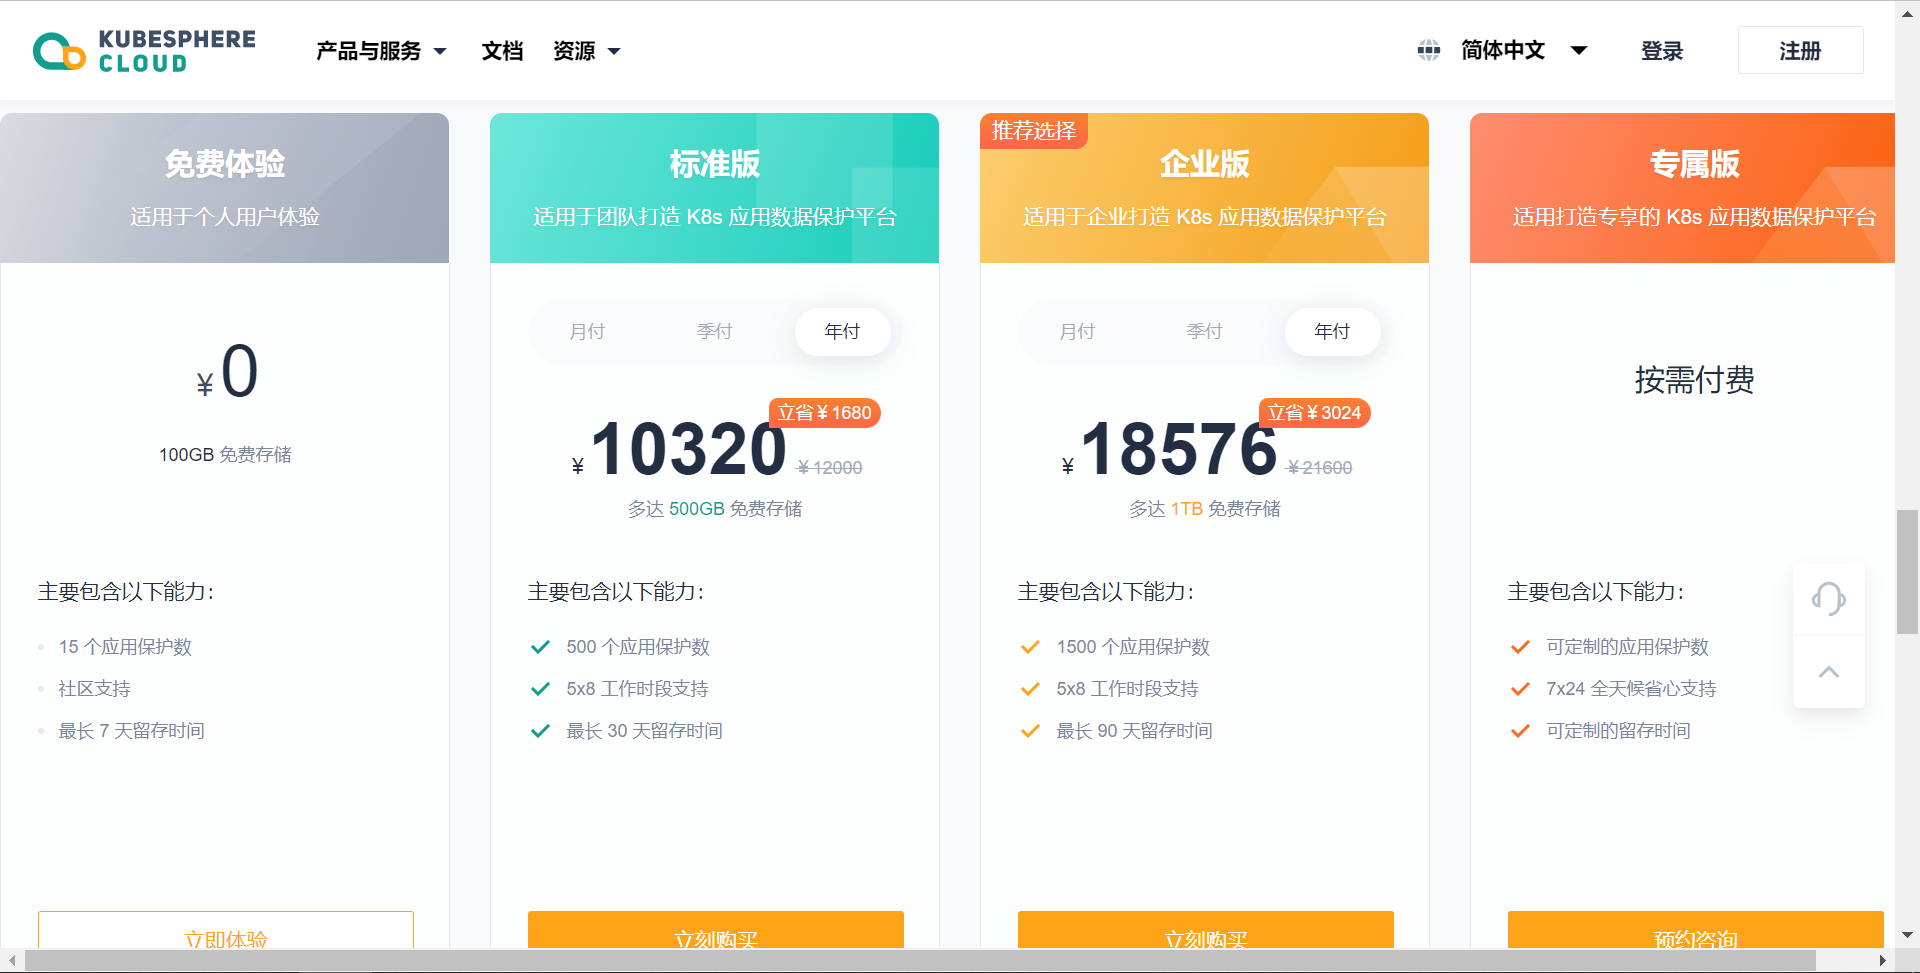 KUBESPHERE
CLOUD
产品与服务
文档
资源
简体中文
登录
注册
免费体验
适用于个人用户体验
¥ 0
100GB 免费存储
主要包含以下能力：
15 个应用保护数
社区支持
最长 7 天留存时间
立即体验
标准版
适用于团队打造 K8s 应用数据保护平台
月付 季付 年付
立省¥1680
¥ 10320 ¥12000
多达 500GB 免费存储
主要包含以下能力：
500 个应用保护数
5x8 工作时段支持
最长 30 天留存时间
立刻购买
推荐选择
企业版
适用于企业打造 K8s 应用数据保护平台
月付 季付 年付
立省¥3024
¥ 18576 ¥21600
多达 1TB 免费存储
主要包含以下能力：
1500 个应用保护数
5x8 工作时段支持
最长 90 天留存时间
立刻购买
专属版
适用打造专享的 K8s 应用数据保护平台
按需付费
主要包含以下能力：
可定制的应用保护数
7x24 全天候省心支持
可定制的留存时间
预约咨询